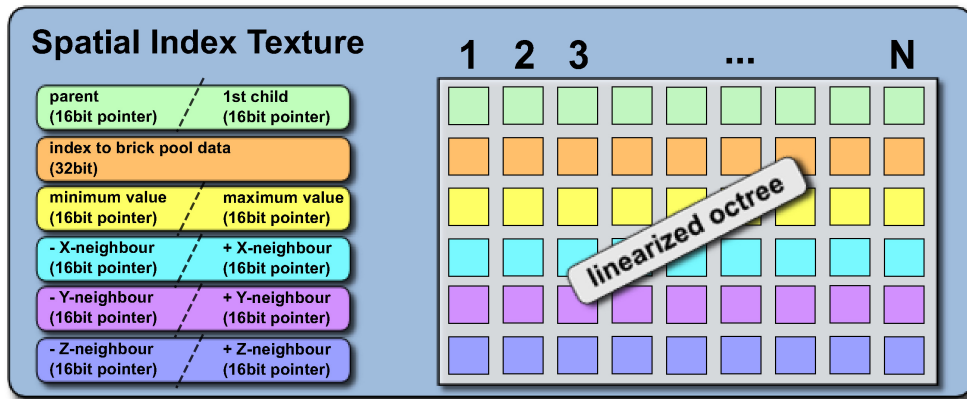 Spatial Index Texture
1 2 3 ... N
parent 1st child
(16bit pointer) (16bit pointer)
index to brick pool data
(32bit)
minimum value maximum value
(16bit pointer) (16bit pointer)
- X-neighbour + X-neighbour
(16bit pointer) (16bit pointer)
- Y-neighbour + Y-neighbour
(16bit pointer) (16bit pointer)
- Z-neighbour + Z-neighbour
(16bit pointer) (16bit pointer)
linearized octree